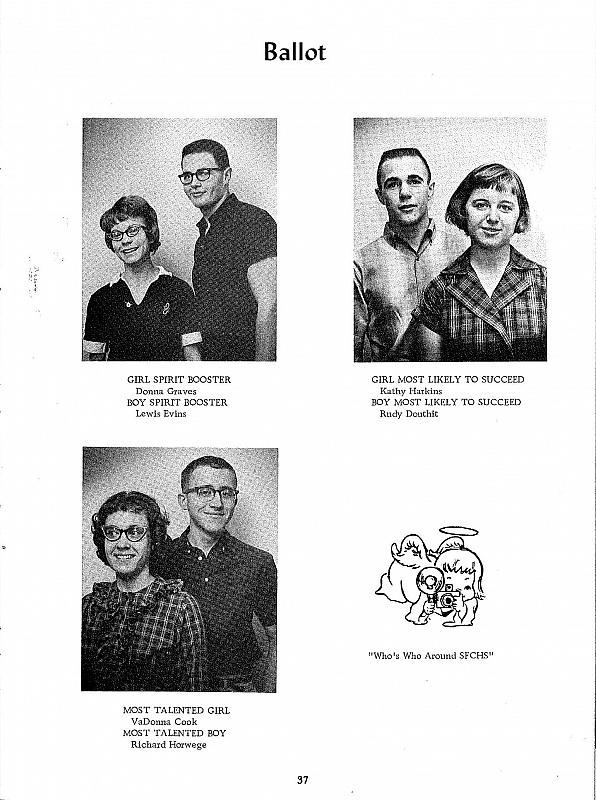 Ballot
GIRL SPIRIT BOOSTER
Donna Graves
BOY SPIRIT BOOSTER
Lewis Evins
GIRL MOST LIKELY TO SUCCEED
Kathy Harkins
BOY MOST LIKELY TO SUCCEED
Rudy Douthit
MOST TALENTED GIRL
VaDonna Cook
MOST TALENTED BOY
Richard Horwege
"Who's Who Around SFCHS"
37